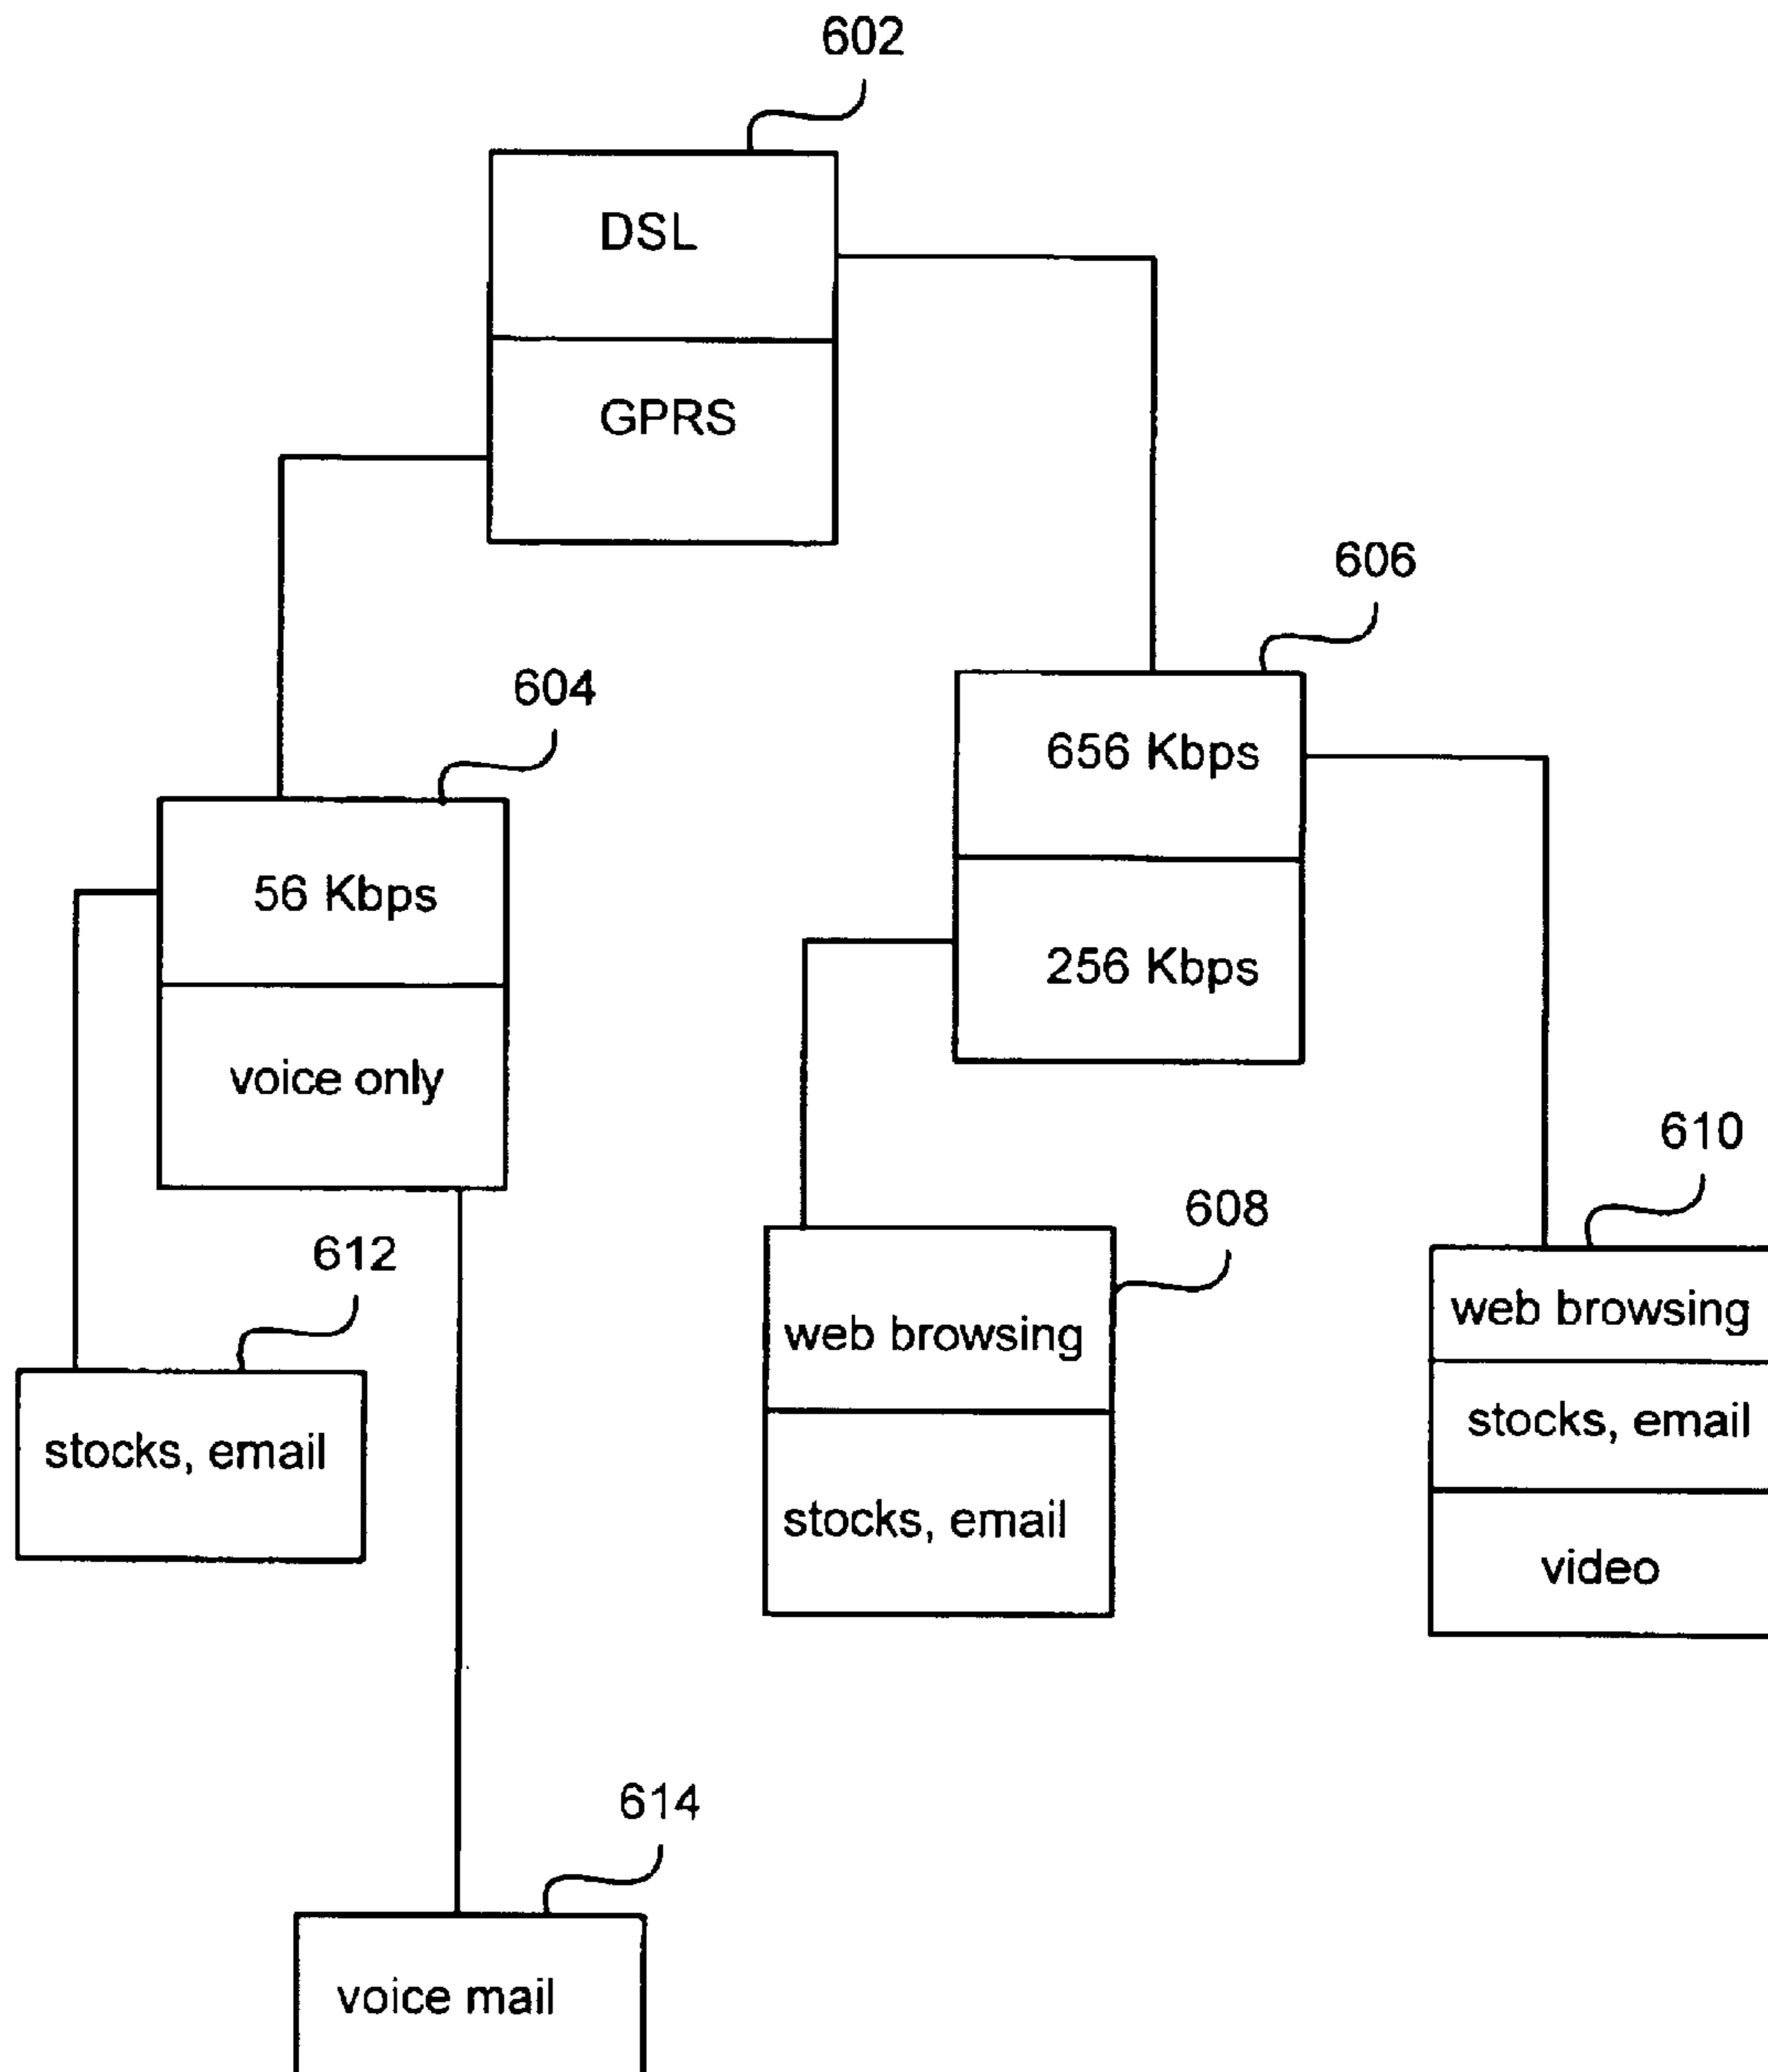 602
DSL
GPRS
606
656 Kbps
256 Kbps
604
56 Kbps
voice only
610
web browsing
stocks, email
video
608
web browsing
stocks, email
612
stocks, email
614
voice mail